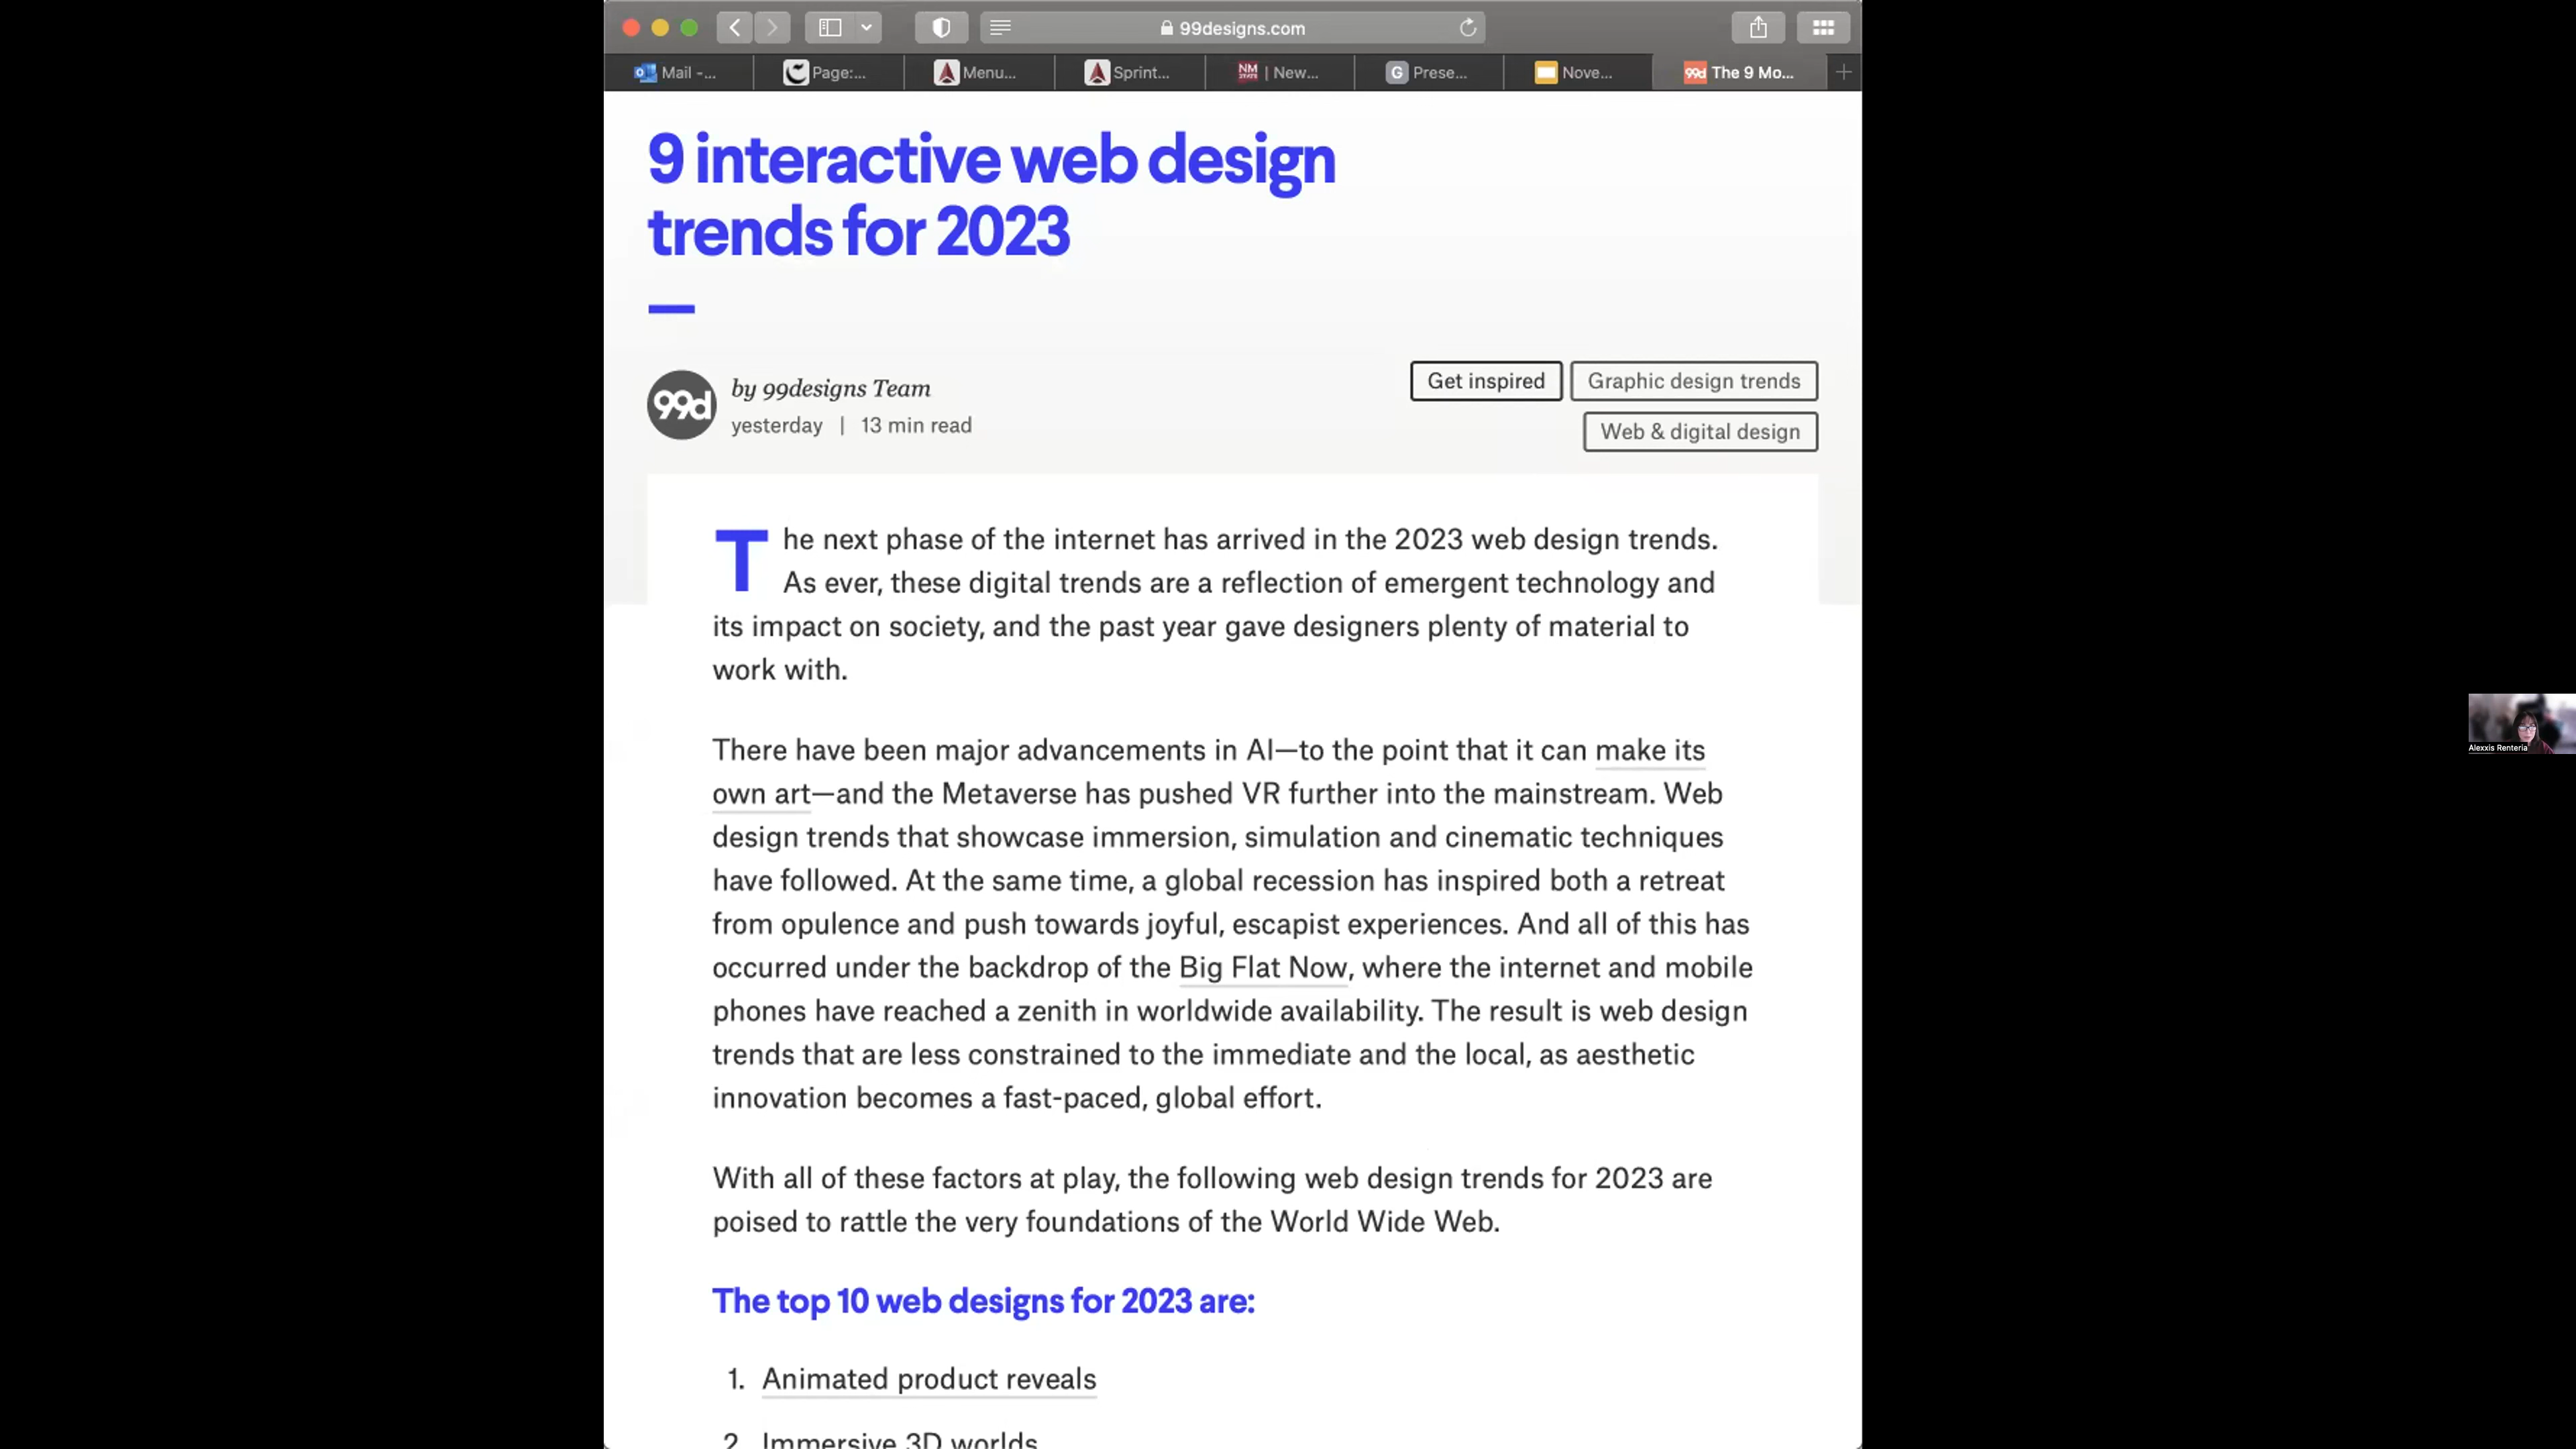 99designs.com
Mail -...
Page:...
Menu...
Sprint...
NM STATE | New...
G Prese...
Nove...
99d The 9 Mo...
9 interactive web design
trends for 2023
99d
by 99designs Team
yesterday | 13 min read
Get inspired
Graphic design trends
Web & digital design
The next phase of the internet has arrived in the 2023 web design trends.
As ever, these digital trends are a reflection of emergent technology and
its impact on society, and the past year gave designers plenty of material to
work with.
There have been major advancements in AI—to the point that it can make its
own art—and the Metaverse has pushed VR further into the mainstream. Web
design trends that showcase immersion, simulation and cinematic techniques
have followed. At the same time, a global recession has inspired both a retreat
from opulence and push towards joyful, escapist experiences. And all of this has
occurred under the backdrop of the Big Flat Now, where the internet and mobile
phones have reached a zenith in worldwide availability. The result is web design
trends that are less constrained to the immediate and the local, as aesthetic
innovation becomes a fast-paced, global effort.
With all of these factors at play, the following web design trends for 2023 are
poised to rattle the very foundations of the World Wide Web.
The top 10 web designs for 2023 are:
1. Animated product reveals
2. Immersive 3D worlds
Alexxis Renteria